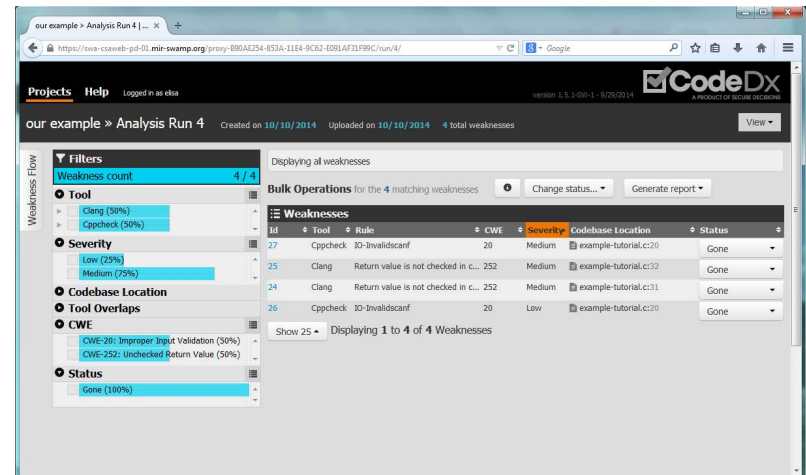 our example > Analysis Run 4 | ...
https://swa-csaweb-pd-01.mir-swamp.org/proxy-890AE254-853A-11E4-9C62-E091AF31F99C/run/4/
Google
Projects Help Logged in as elisa
version 1.5.1-SW-1 - 9/29/2014
CodeDx
A PRODUCT OF SECURE DECISIONS
our example » Analysis Run 4 Created on 10/10/2014 Uploaded on 10/10/2014 4 total weaknesses
View
Weakness Flow
Filters
Weakness count 4 / 4
Tool
Clang (50%)
Cppcheck (50%)
Severity
Low (25%)
Medium (75%)
Codebase Location
Tool Overlaps
CWE
CWE-20: Improper Input Validation (50%)
CWE-252: Unchecked Return Value (50%)
Status
Gone (100%)
Displaying all weaknesses
Bulk Operations for the 4 matching weaknesses
Change status...
Generate report
Weaknesses
Id Tool Rule CWE Severity Codebase Location Status
27 Cppcheck IO-Invalidscanf 20 Medium example-tutorial.c:20 Gone
25 Clang Return value is not checked in c... 252 Medium example-tutorial.c:32 Gone
24 Clang Return value is not checked in c... 252 Medium example-tutorial.c:31 Gone
26 Cppcheck IO-Invalidscanf 20 Low example-tutorial.c:20 Gone
Show 25 Displaying 1 to 4 of 4 Weaknesses